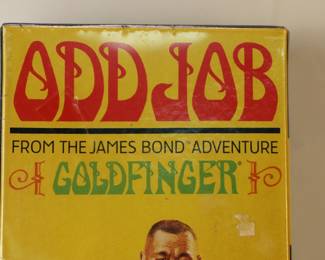 ODD JOB
FROM THE JAMES BOND ADVENTURE
GOLDFINGER